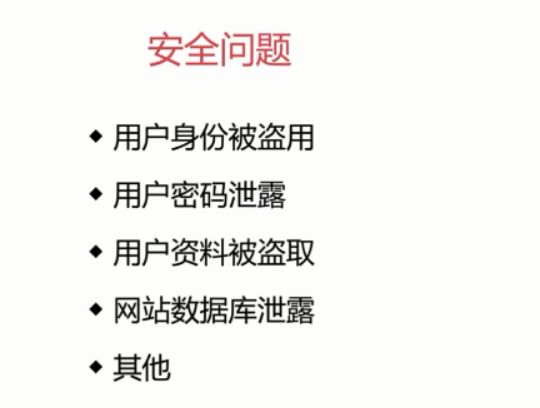 安全问题
◆ 用户身份被盗用
◆ 用户密码泄露
◆ 用户资料被盗取
◆ 网站数据库泄露
◆ 其他